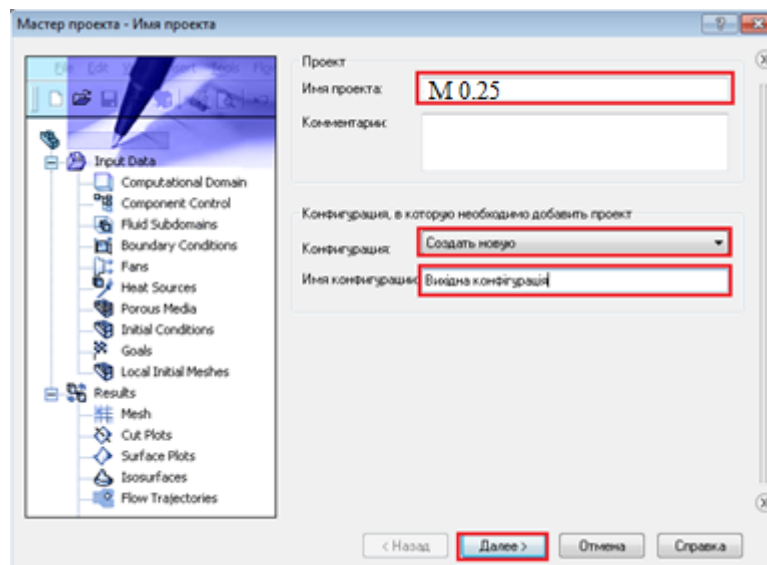 Мастер проекта - Имя проекта
Проект
Имя проекта:
M 0.25
Комментарии:
Конфигурация, в которую необходимо добавить проект
Конфигурация:
Создать новую
Имя конфигурации:
Вихідна конфігурація
Input Data
Computational Domain
Component Control
Fluid Subdomains
Boundary Conditions
Fans
Heat Sources
Porous Media
Initial Conditions
Goals
Local Initial Meshes
Results
Mesh
Cut Plots
Surface Plots
Isosurfaces
Flow Trajectories
< Назад
Далее >
Отмена
Справка